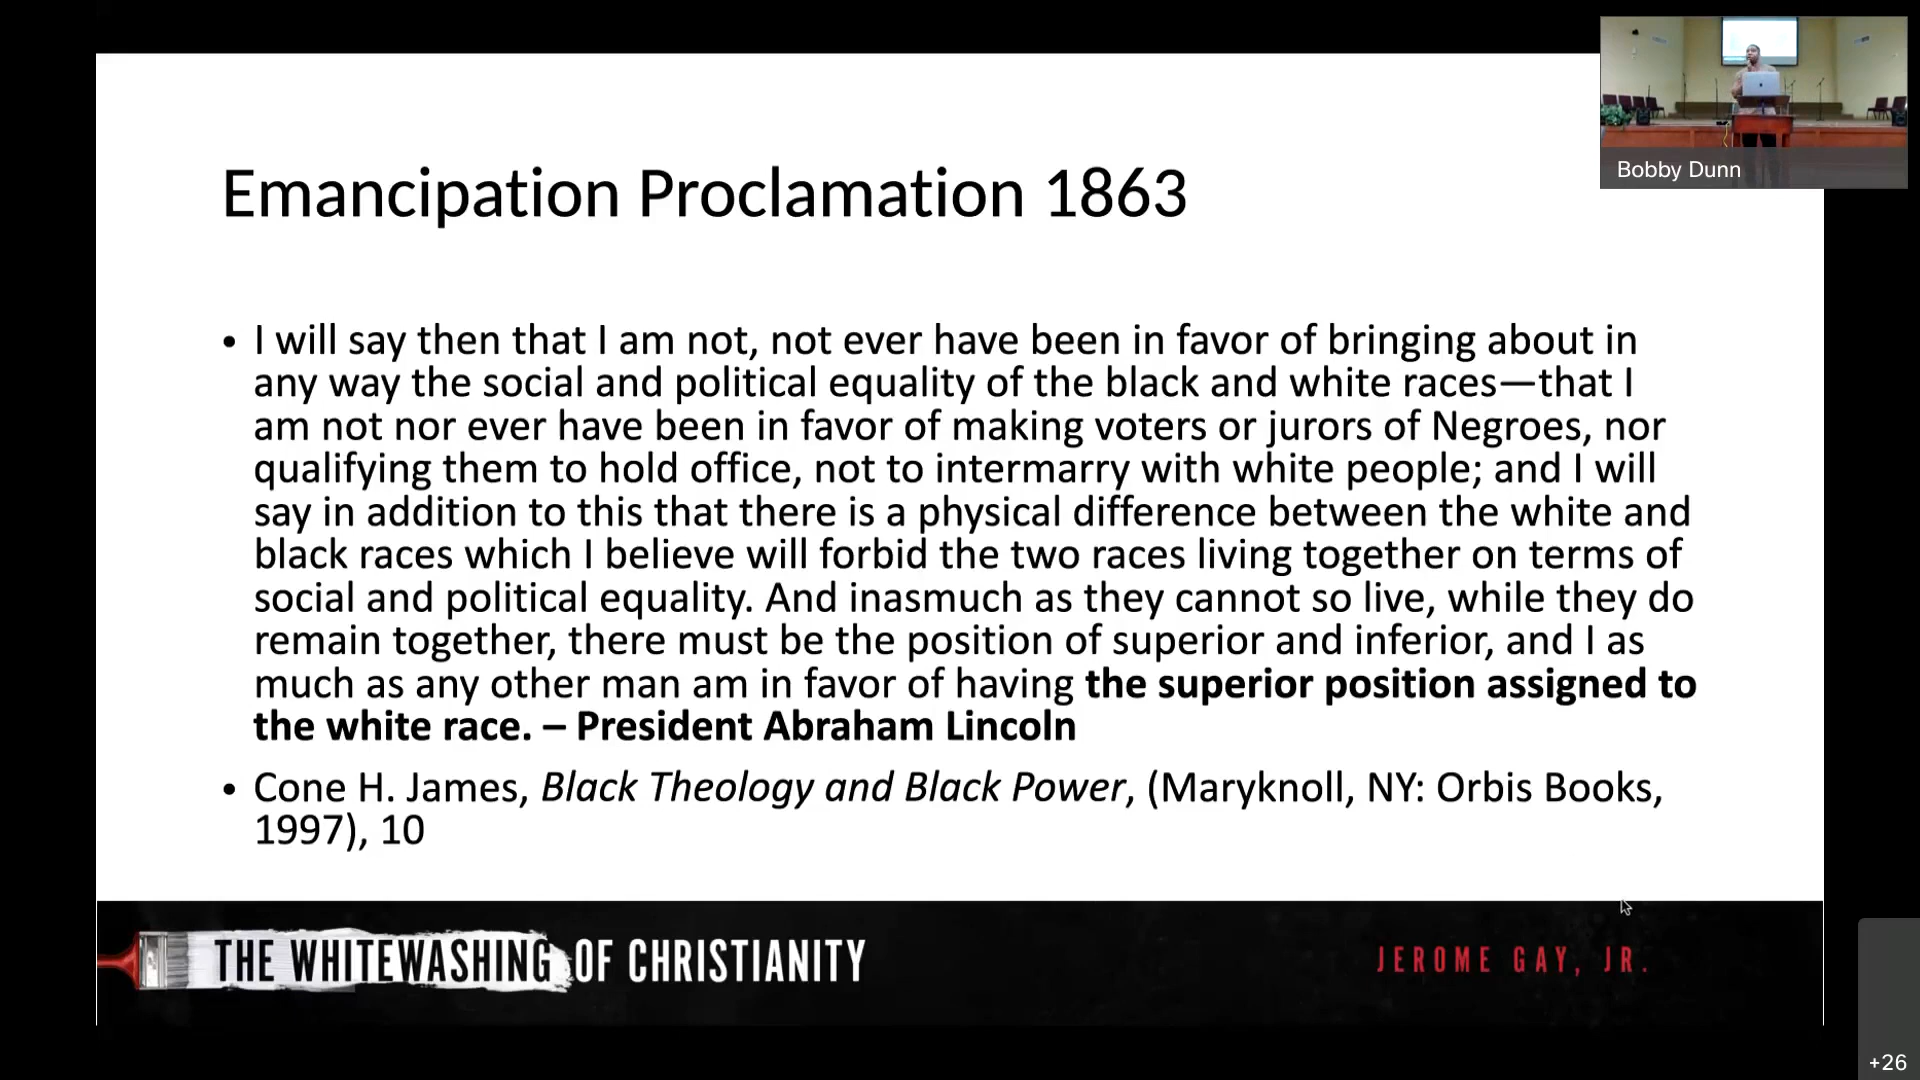 Bobby Dunn
Emancipation Proclamation 1863
• I will say then that I am not, not ever have been in favor of bringing about in
any way the social and political equality of the black and white races—that I
am not nor ever have been in favor of making voters or jurors of Negroes, nor
qualifying them to hold office, not to intermarry with white people; and I will
say in addition to this that there is a physical difference between the white and
black races which I believe will forbid the two races living together on terms of
social and political equality. And inasmuch as they cannot so live, while they do
remain together, there must be the position of superior and inferior, and I as
much as any other man am in favor of having the superior position assigned to
the white race. – President Abraham Lincoln
• Cone H. James, Black Theology and Black Power, (Maryknoll, NY: Orbis Books,
1997), 10
THE WHITEWASHING OF CHRISTIANITY
JEROME GAY, JR.
+26